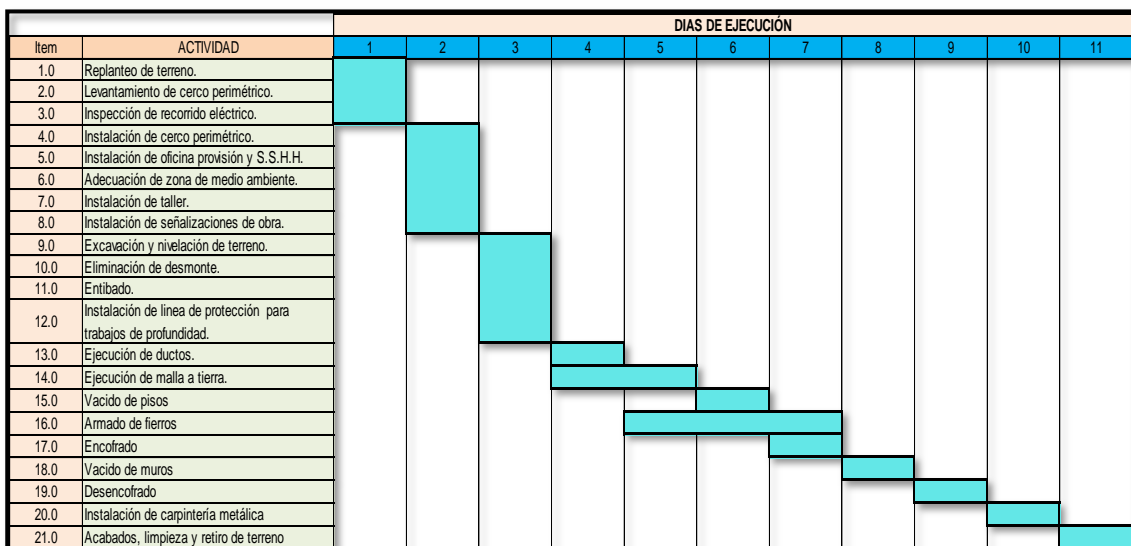 DIAS DE EJECUCIÓN
Item ACTIVIDAD 1 2 3 4 5 6 7 8 9 10 11
1.0 Replanteo de terreno.
2.0 Levantamiento de cerco perimétrico.
3.0 Inspección de recorrido eléctrico.
4.0 Instalación de cerco perimétrico.
5.0 Instalación de oficina provisión y S.S.H.H.
6.0 Adecuación de zona de medio ambiente.
7.0 Instalación de taller.
8.0 Instalación de señalizaciones de obra.
9.0 Excavación y nivelación de terreno.
10.0 Eliminación de desmonte.
11.0 Entibado.
12.0 Instalación de linea de protección para
trabajos de profundidad.
13.0 Ejecución de ductos.
14.0 Ejecución de malla a tierra.
15.0 Vacido de pisos
16.0 Armado de fierros
17.0 Encofrado
18.0 Vacido de muros
19.0 Desencofrado
20.0 Instalación de carpintería metálica
21.0 Acabados, limpieza y retiro de terreno